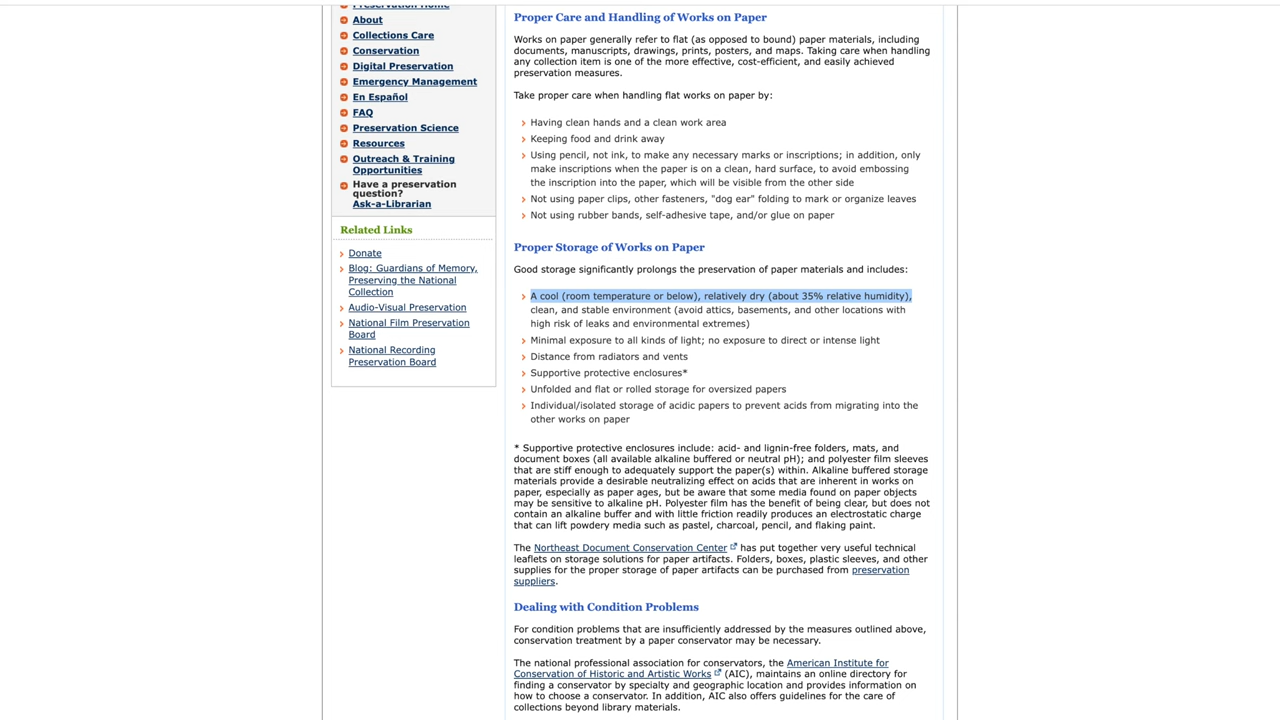 Preservation Home
About
Collections Care
Conservation
Digital Preservation
Emergency Management
En Español
FAQ
Preservation Science
Resources
Outreach & Training
Opportunities
Have a preservation
question?
Ask-a-Librarian
Related Links
Donate
Blog: Guardians of Memory,
Preserving the National
Collection
Audio-Visual Preservation
National Film Preservation
Board
National Recording
Preservation Board
Proper Care and Handling of Works on Paper
Works on paper generally refer to flat (as opposed to bound) paper materials, including
documents, manuscripts, drawings, prints, posters, and maps. Taking care when handling
any collection item is one of the more effective, cost-efficient, and easily achieved
preservation measures.
Take proper care when handling flat works on paper by:
Having clean hands and a clean work area
Keeping food and drink away
Using pencil, not ink, to make any necessary marks or inscriptions; in addition, only
make inscriptions when the paper is on a clean, hard surface, to avoid embossing
the inscription into the paper, which will be visible from the other side
Not using paper clips, other fasteners, "dog ear" folding to mark or organize leaves
Not using rubber bands, self-adhesive tape, and/or glue on paper
Proper Storage of Works on Paper
Good storage significantly prolongs the preservation of paper materials and includes:
A cool (room temperature or below), relatively dry (about 35% relative humidity),
clean, and stable environment (avoid attics, basements, and other locations with
high risk of leaks and environmental extremes)
Minimal exposure to all kinds of light; no exposure to direct or intense light
Distance from radiators and vents
Supportive protective enclosures*
Unfolded and flat or rolled storage for oversized papers
Individual/isolated storage of acidic papers to prevent acids from migrating into the
other works on paper
* Supportive protective enclosures include: acid- and lignin-free folders, mats, and
document boxes (all available alkaline buffered or neutral pH); and polyester film sleeves
that are stiff enough to adequately support the paper(s) within. Alkaline buffered storage
materials provide a desirable neutralizing effect on acids that are inherent in works on
paper, especially as paper ages, but be aware that some media found on paper objects
may be sensitive to alkaline pH. Polyester film has the benefit of being clear, but does not
contain an alkaline buffer and with little friction readily produces an electrostatic charge
that can lift powdery media such as pastel, charcoal, pencil, and flaking paint.
The Northeast Document Conservation Center has put together very useful technical
leaflets on storage solutions for paper artifacts. Folders, boxes, plastic sleeves, and other
supplies for the proper storage of paper artifacts can be purchased from preservation
suppliers.
Dealing with Condition Problems
For condition problems that are insufficiently addressed by the measures outlined above,
conservation treatment by a paper conservator may be necessary.
The national professional association for conservators, the American Institute for
Conservation of Historic and Artistic Works (AIC), maintains an online directory for
finding a conservator by specialty and geographic location and provides information on
how to choose a conservator. In addition, AIC also offers guidelines for the care of
collections beyond library materials.